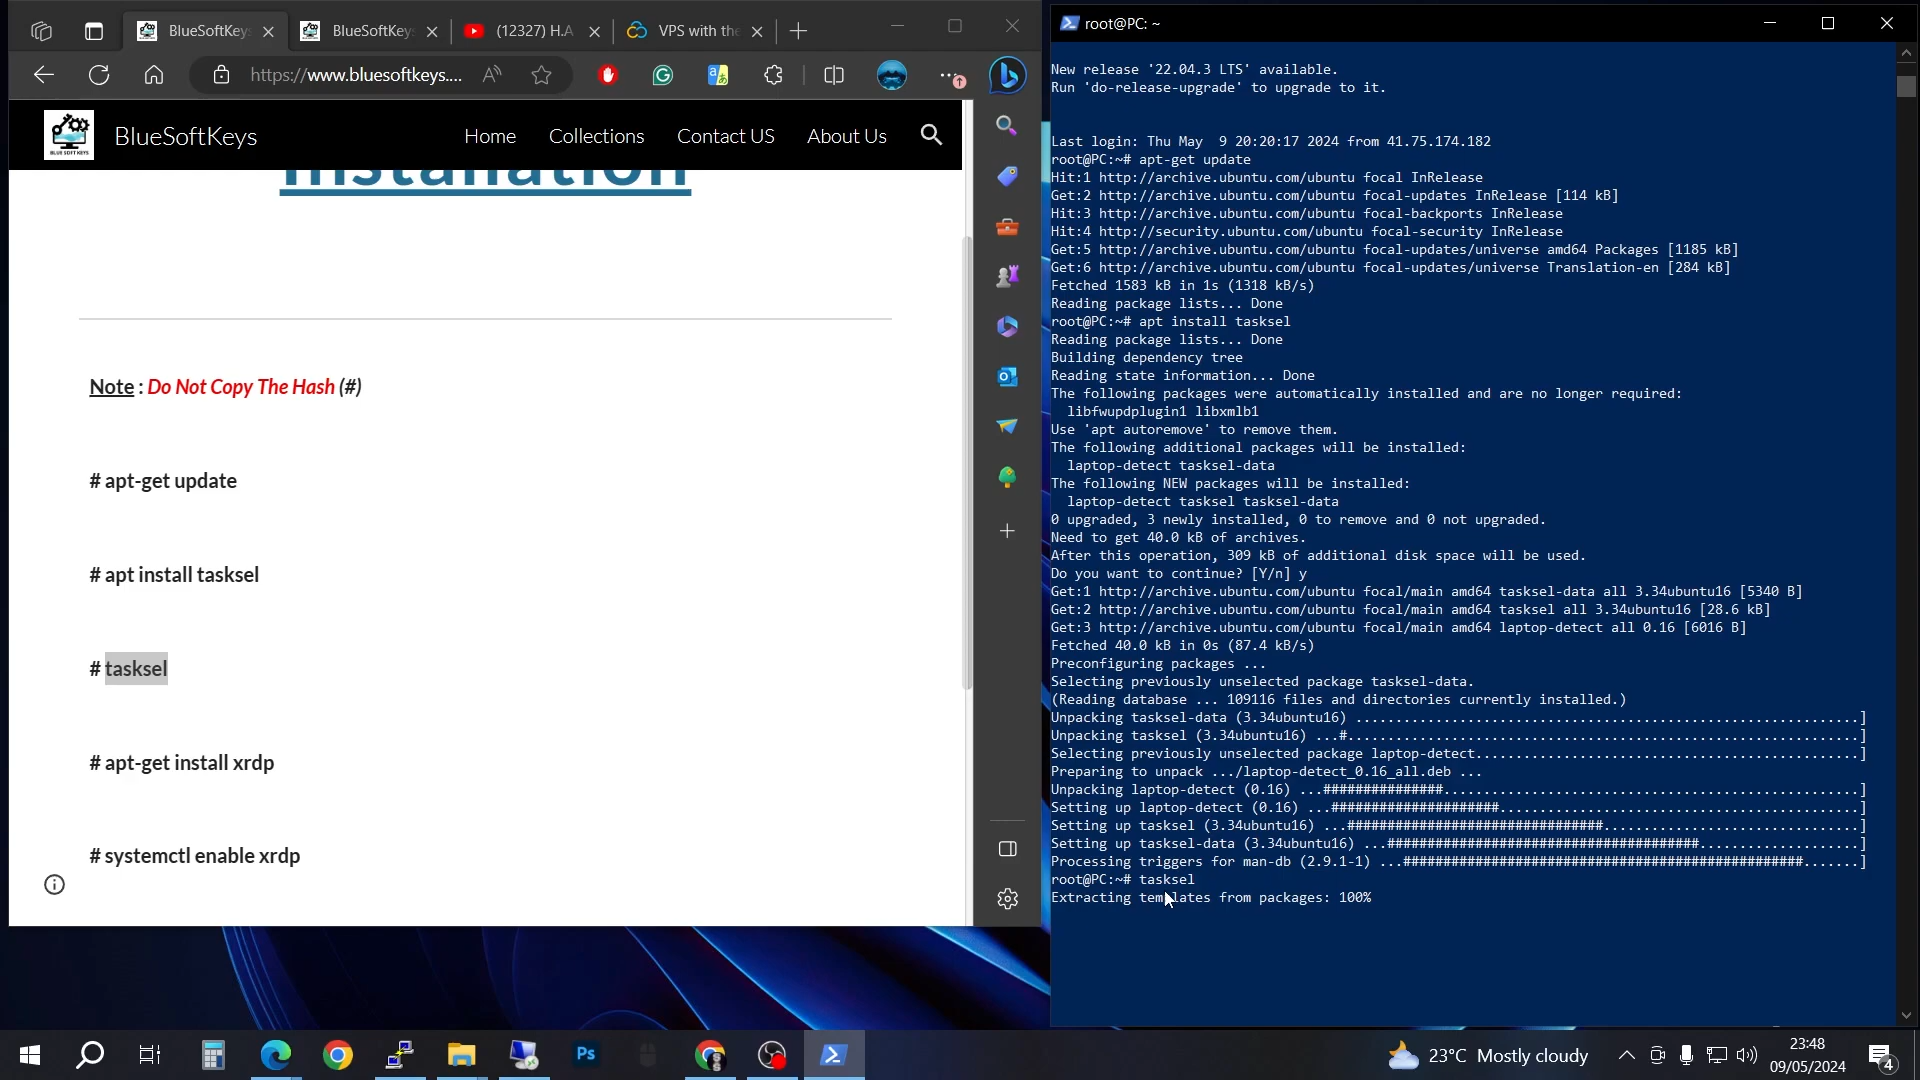 BlueSoftKey
BlueSoftKey
(12327) H.A
VPS with the
https://www.bluesoftkeys....
BLUE SOFT KEYS
BlueSoftKeys
Home
Collections
Contact US
About Us
Installation
Note : Do Not Copy The Hash (#)
# apt-get update
# apt install tasksel
# tasksel
# apt-get install xrdp
# systemctl enable xrdp
root@PC: ~
New release '22.04.3 LTS' available.
Run 'do-release-upgrade' to upgrade to it.
Last login: Thu May  9 20:20:17 2024 from 41.75.174.182
root@PC:~# apt-get update
Hit:1 http://archive.ubuntu.com/ubuntu focal InRelease
Get:2 http://archive.ubuntu.com/ubuntu focal-updates InRelease [114 kB]
Hit:3 http://archive.ubuntu.com/ubuntu focal-backports InRelease
Hit:4 http://security.ubuntu.com/ubuntu focal-security InRelease
Get:5 http://archive.ubuntu.com/ubuntu focal-updates/universe amd64 Packages [1185 kB]
Get:6 http://archive.ubuntu.com/ubuntu focal-updates/universe Translation-en [284 kB]
Fetched 1583 kB in 1s (1318 kB/s)
Reading package lists... Done
root@PC:~# apt install tasksel
Reading package lists... Done
Building dependency tree
Reading state information... Done
The following packages were automatically installed and are no longer required:
  libfwupdplugin1 libxmlb1
Use 'apt autoremove' to remove them.
The following additional packages will be installed:
  laptop-detect tasksel-data
The following NEW packages will be installed:
  laptop-detect tasksel tasksel-data
0 upgraded, 3 newly installed, 0 to remove and 0 not upgraded.
Need to get 40.0 kB of archives.
After this operation, 309 kB of additional disk space will be used.
Do you want to continue? [Y/n] y
Get:1 http://archive.ubuntu.com/ubuntu focal/main amd64 tasksel-data all 3.34ubuntu16 [5340 B]
Get:2 http://archive.ubuntu.com/ubuntu focal/main amd64 tasksel all 3.34ubuntu16 [28.6 kB]
Get:3 http://archive.ubuntu.com/ubuntu focal/main amd64 laptop-detect all 0.16 [6016 B]
Fetched 40.0 kB in 0s (87.4 kB/s)
Preconfiguring packages ...
Selecting previously unselected package tasksel-data.
(Reading database ... 109116 files and directories currently installed.)
Unpacking tasksel-data (3.34ubuntu16) ...............................................................]
Unpacking tasksel (3.34ubuntu16) ...#................................................................]
Selecting previously unselected package laptop-detect................................................]
Preparing to unpack .../laptop-detect_0.16_all.deb ...
Unpacking laptop-detect (0.16) ...###############....................................................]
Setting up laptop-detect (0.16) ...#####################.............................................]
Setting up tasksel (3.34ubuntu16) ...################################................................]
Setting up tasksel-data (3.34ubuntu16) ...#######################################....................]
Processing triggers for man-db (2.9.1-1) ...##################################################.......]
root@PC:~# tasksel
Extracting templates from packages: 100%
Ps
23°C Mostly cloudy
23:48
09/05/2024
4